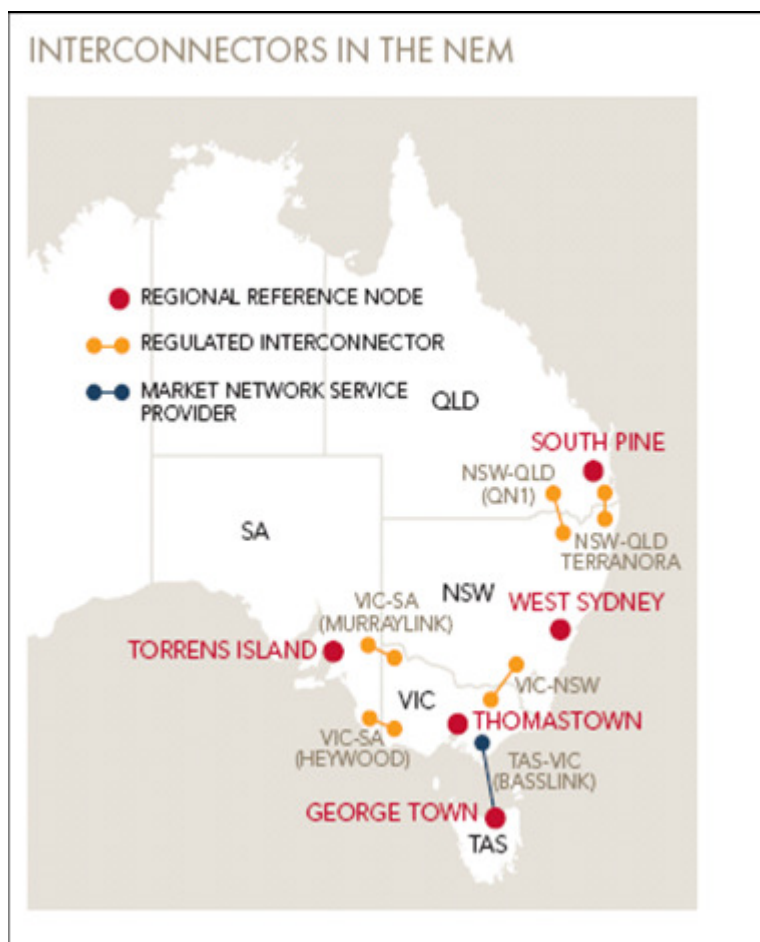 INTERCONNECTORS IN THE NEM
REGIONAL REFERENCE NODE
REGULATED INTERCONNECTOR
MARKET NETWORK SERVICE
PROVIDER
QLD
SOUTH PINE
NSW-QLD
(QN1)
NSW-QLD
TERRANORA
SA
NSW
WEST SYDNEY
VIC-SA
(MURRAYLINK)
TORRENS ISLAND
VIC-NSW
VIC
THOMASTOWN
VIC-SA
(HEYWOOD)
TAS-VIC
(BASSLINK)
GEORGE TOWN
TAS